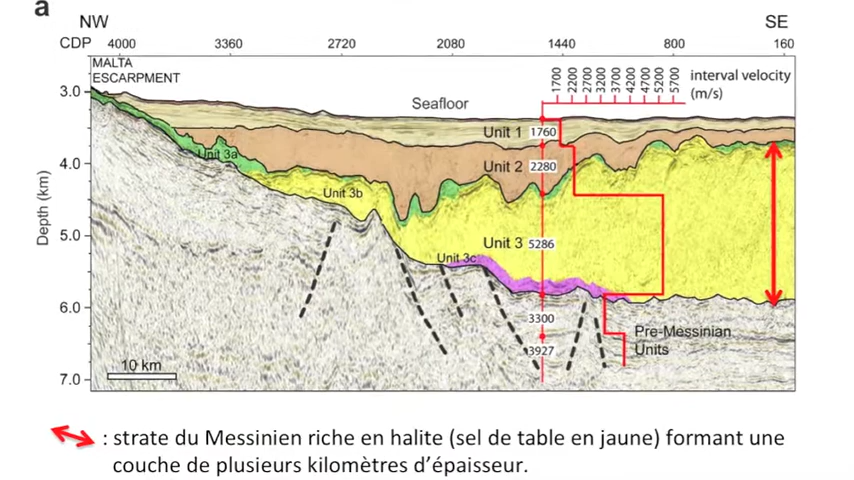 a
NW
SE
CDP 4000 3360 2720 2080 1440 800 160
MALTA
ESCARPMENT
1700 2200 2700 3200 3700 4200 4700 5200 5700
interval velocity
(m/s)
Seafloor
3.0
Unit 1 1760
Unit 3a
4.0
Unit 2 2280
Unit 3b
Depth (km)
5.0
Unit 3 5286
Unit 3c
6.0
3300
Pre-Messinian
Units
3927
10 km
7.0
: strate du Messinien riche en halite (sel de table en jaune) formant une
couche de plusieurs kilomètres d'épaisseur.